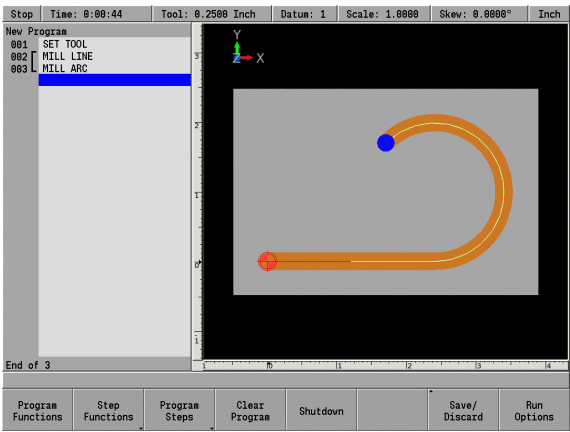 Stop Time: 0:00:44 Tool: 0.2500 Inch Datum: 1 Scale: 1.0000 Skew: 0.0000° Inch
New Program
001 SET TOOL
002 MILL LINE
003 MILL ARC
End of 3
Y
Z X
3
2
1
0
1
1 0 1 2 3 4
Program Functions
Step Functions
Program Steps
Clear Program
Shutdown
Save/ Discard
Run Options